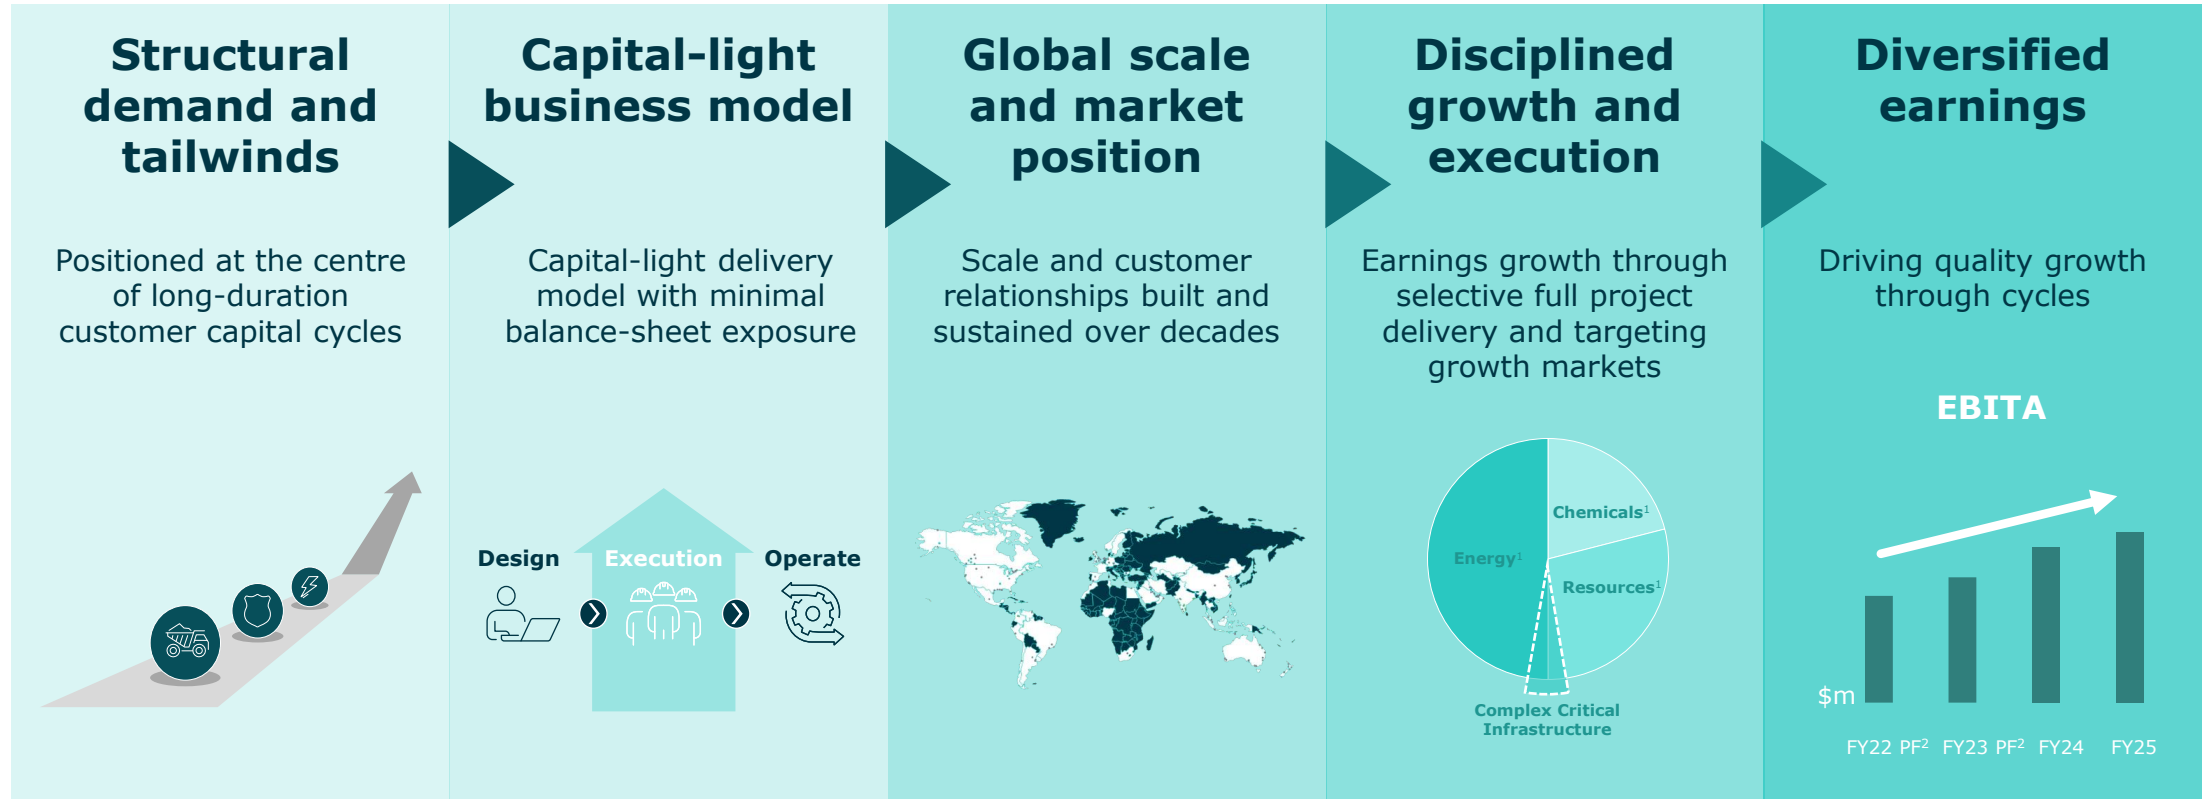 Structural
demand and
tailwinds
Positioned at the centre
of long-duration
customer capital cycles
Capital-light
business model
Capital-light delivery
model with minimal
balance-sheet exposure
Design
Execution
Operate
Global scale
and market
position
Scale and customer
relationships built and
sustained over decades
Disciplined
growth and
execution
Earnings growth through
selective full project
delivery and targeting
growth markets
Chemicals¹
Energy¹
Resources¹
Complex Critical
Infrastructure
Diversified
earnings
Driving quality growth
through cycles
EBITA
$m
FY22 PF² FY23 PF² FY24 FY25